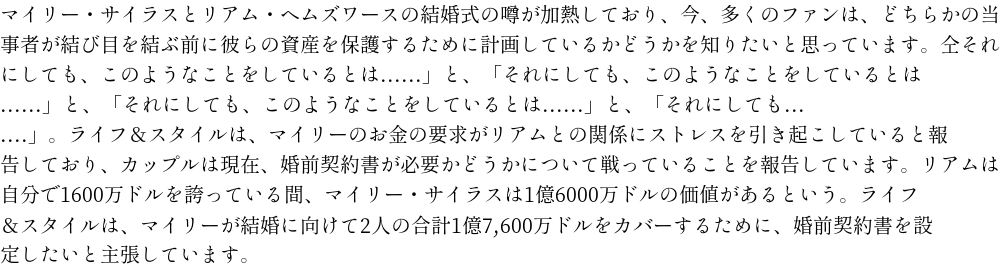 マイリー・サイラスとリアム・ヘムズワースの結婚式の噂が加熱しており、今、多くのファンは、どちらかの当
事者が結び目を結ぶ前に彼らの資産を保護するために計画しているかどうかを知りたいと思っています。仝それ
にしても、このようなことをしているとは……」と、「それにしても、このようなことをしているとは
……」と、「それにしても、このようなことをしているとは……」と、「それにしても…
….」。ライフ＆スタイルは、マイリーのお金の要求がリアムとの関係にストレスを引き起こしていると報
告しており、カップルは現在、婚前契約書が必要かどうかについて戦っていることを報告しています。リアムは
自分で1600万ドルを誇っている間、マイリー・サイラスは1億6000万ドルの価値があるという。ライフ
＆スタイルは、マイリーが結婚に向けて2人の合計1億7,600万ドルをカバーするために、婚前契約書を設
定したいと主張しています。